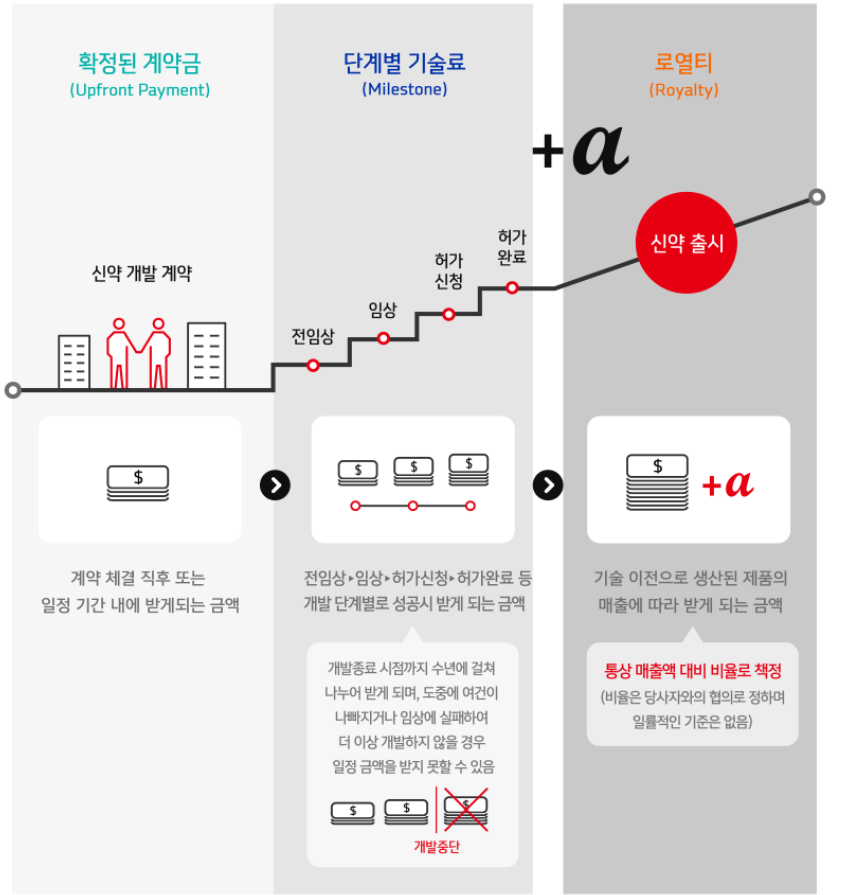 확정된 계약금
(Upfront Payment)
단계별 기술료
(Milestone)
로열티
(Royalty)
+α
신약 개발 계약
전임상
임상
허가
신청
허가
완료
신약 출시
$
$
$
$
$
+α
계약 체결 직후 또는
일정 기간 내에 받게되는 금액
전임상▸임상▸허가신청▸허가완료 등
개발 단계별로 성공시 받게 되는 금액
기술 이전으로 생산된 제품의
매출에 따라 받게 되는 금액
개발종료 시점까지 수년에 걸쳐
나누어 받게 되며, 도중에 여건이
나빠지거나 임상에 실패하여
더 이상 개발하지 않을 경우
일정 금액을 받지 못할 수 있음
$
$
$
개발중단
통상 매출액 대비 비율로 책정
(비율은 당사자와의 협의로 정하며
일률적인 기준은 없음)